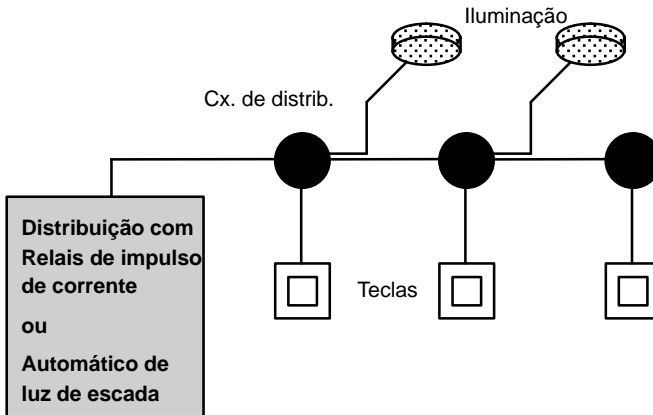 Iluminação
Cx. de distrib.
Distribuição com
Relais de impulso
de corrente
ou
Automático de
luz de escada
Teclas